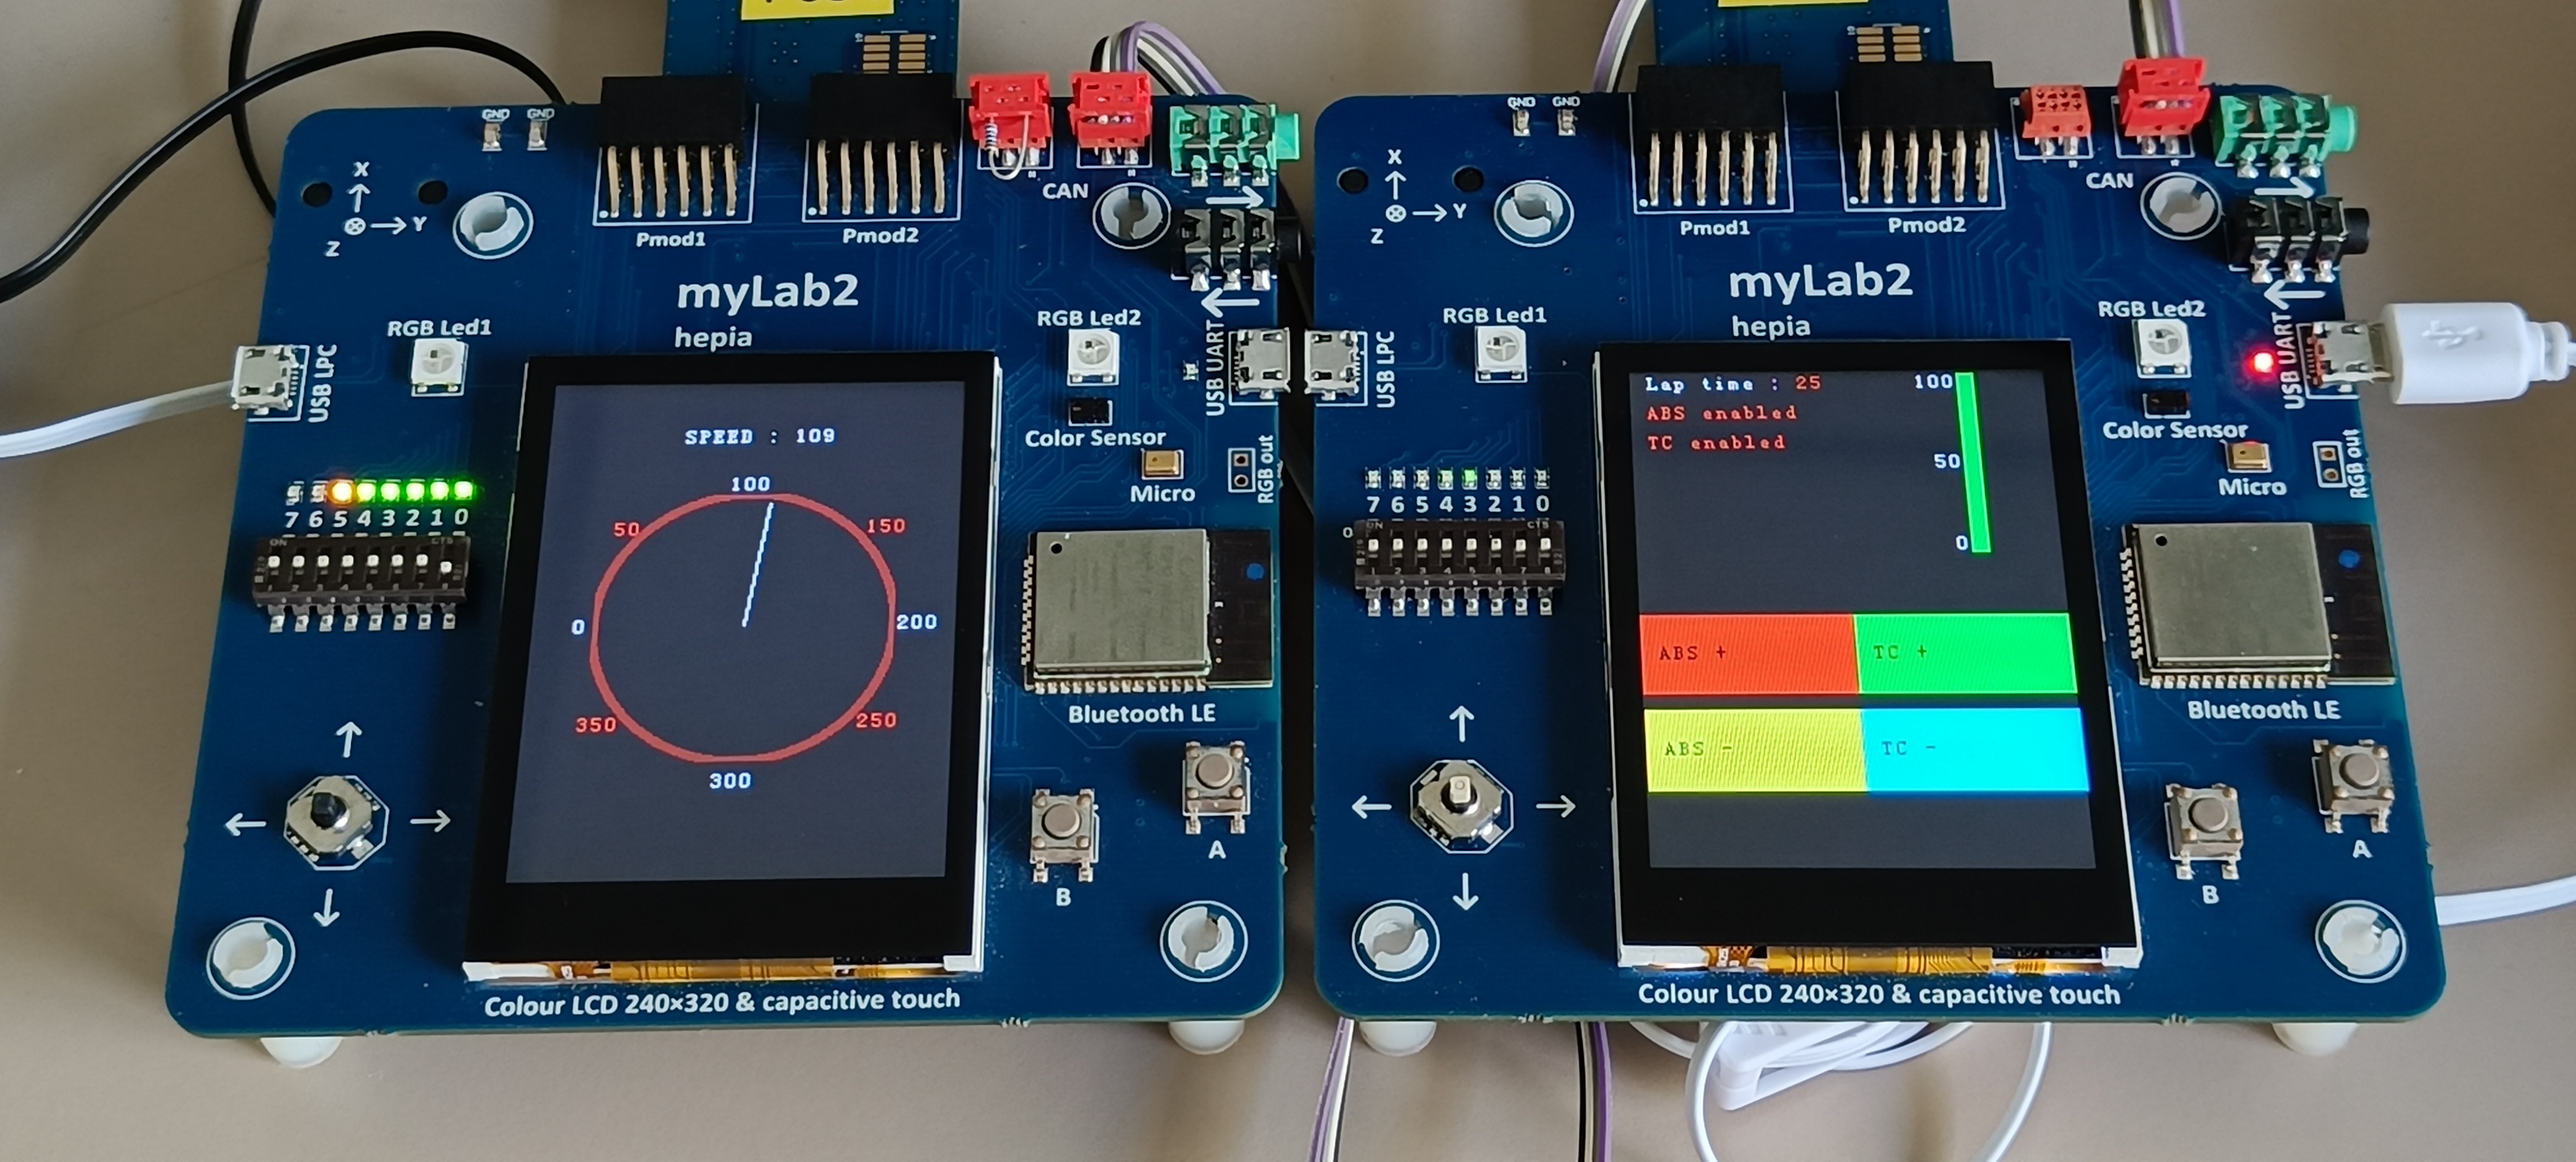 GND GND
X
Y
Z
Pmod1
Pmod2
CAN
myLab2
hepia
RGB Led1
RGB Led2
USB LPC
USB UART
Color Sensor
Micro
RGB out
7 6 5 4 3 2 1 0
ON CTS
SPEED : 109
100
50
150
0
200
350
250
300
Bluetooth LE
A
B
Colour LCD 240×320 & capacitive touch
GND GND
X
Y
Z
Pmod1
Pmod2
CAN
myLab2
hepia
RGB Led1
RGB Led2
USB LPC
USB UART
Color Sensor
Micro
RGB out
7 6 5 4 3 2 1 0
ON CTS
Lap time : 25
ABS enabled
TC enabled
100
50
0
ABS + TC +
ABS - TC -
Bluetooth LE
A
B
Colour LCD 240×320 & capacitive touch